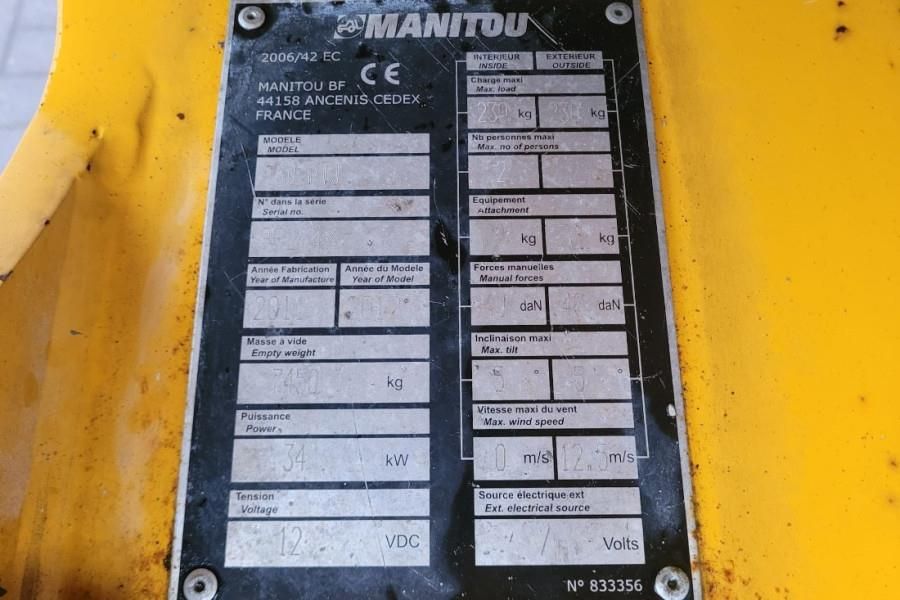 MANITOU
2006/42 EC
CE
MANITOU BF
44158 ANCENIS CEDEX
FRANCE
MODELE
MODEL
N° dans la série
Serial no.
Année Fabrication
Year of Manufacture
Année du Modele
Year of Model
Masse à vide
Empty weight
kg
Puissance
Power
34 kW
Tension
Voltage
12 VDC
INTERIEUR
INSIDE
EXTERIEUR
OUTSIDE
Charge maxi
Max. load
230 kg
230 kg
Nb personnes maxi
Max. no of persons
2
Equipement
Attachment
kg
kg
Forces manuelles
Manual forces
daN
daN
Inclinaison maxi
Max. tilt
5 °
5 °
Vitesse maxi du vent
Max. wind speed
0 m/s
12.5 m/s
Source électrique ext
Ext. electrical source
/ Volts
N° 833356